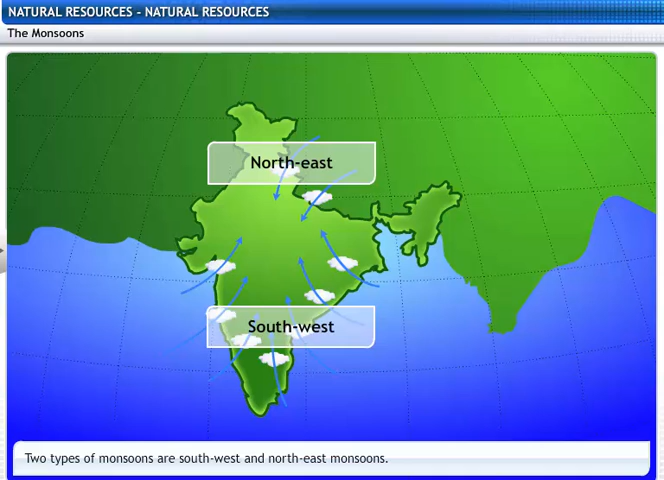 NATURAL RESOURCES - NATURAL RESOURCES
The Monsoons
North-east
South-west
Two types of monsoons are south-west and north-east monsoons.